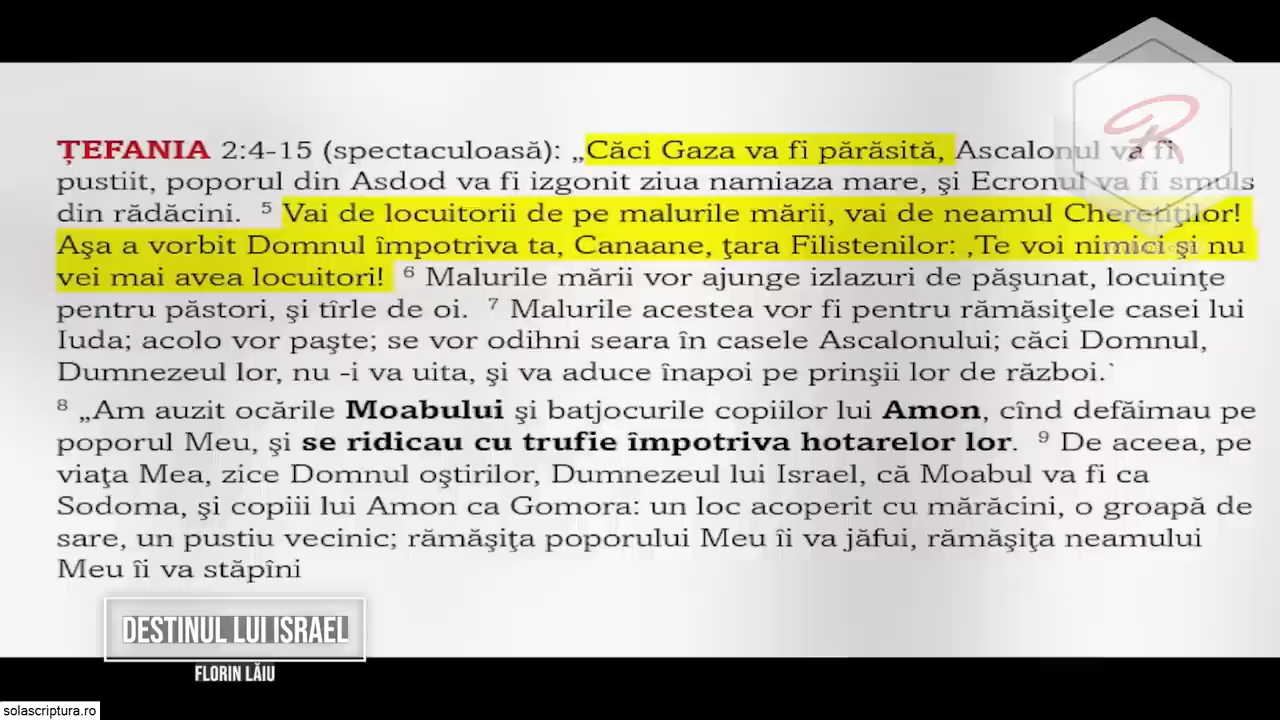 ŢEFANIA 2:4-15 (spectaculoasă): „Căci Gaza va fi părăsită, Ascalonul va fi
pustiit, poporul din Asdod va fi izgonit ziua namiaza mare, şi Ecronul va fi smuls
din rădăcini. ⁵ Vai de locuitorii de pe malurile mării, vai de neamul Cheretiţilor!
Aşa a vorbit Domnul împotriva ta, Canaane, ţara Filistenilor: ‚Te voi nimici şi nu
vei mai avea locuitori! ⁶ Malurile mării vor ajunge izlazuri de păşunat, locuinţe
pentru păstori, şi tîrle de oi. ⁷ Malurile acestea vor fi pentru rămăsiţele casei lui
Iuda; acolo vor paşte; se vor odihni seara în casele Ascalonului; căci Domnul,
Dumnezeul lor, nu -i va uita, şi va aduce înapoi pe prinşii lor de război.`
⁸ „Am auzit ocările Moabului şi batjocurile copiilor lui Amon, cînd defăimau pe
poporul Meu, şi se ridicau cu trufie împotriva hotarelor lor. ⁹ De aceea, pe
viaţa Mea, zice Domnul oştirilor, Dumnezeul lui Israel, că Moabul va fi ca
Sodoma, şi copiii lui Amon ca Gomora: un loc acoperit cu mărăcini, o groapă de
sare, un pustiu vecinic; rămăşiţa poporului Meu îi va jăfui, rămăşiţa neamului
Meu îi va stăpîni
DESTINUL LUI ISRAEL
FLORIN LĂIU
solascriptura.ro